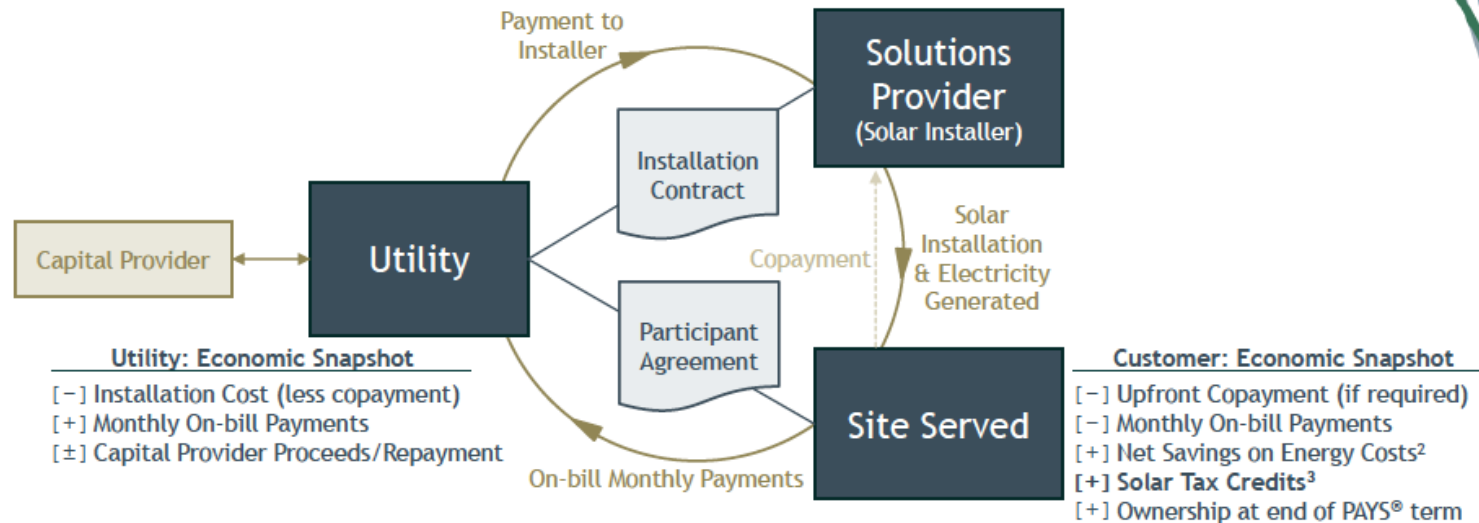 Payment to
Installer
Solutions
Provider
(Solar Installer)
Installation
Contract
Capital Provider
Utility
Copayment
Solar
Installation
& Electricity
Generated
Participant
Agreement
Site Served
On-bill Monthly Payments
Utility: Economic Snapshot
[-] Installation Cost (less copayment)
[+] Monthly On-bill Payments
[±] Capital Provider Proceeds/Repayment
Customer: Economic Snapshot
[-] Upfront Copayment (if required)
[-] Monthly On-bill Payments
[+] Net Savings on Energy Costs²
[+] Solar Tax Credits³
[+] Ownership at end of PAYS® term